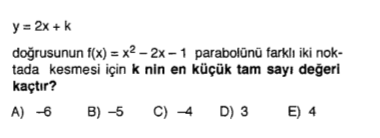 y = 2x + k
doğrusunun f(x) = x² – 2x – 1 parabolünü farklı iki nok-
tada kesmesi için k nin en küçük tam sayı değeri
kaçtır?
A) –6 B) –5 C) –4 D) 3 E) 4